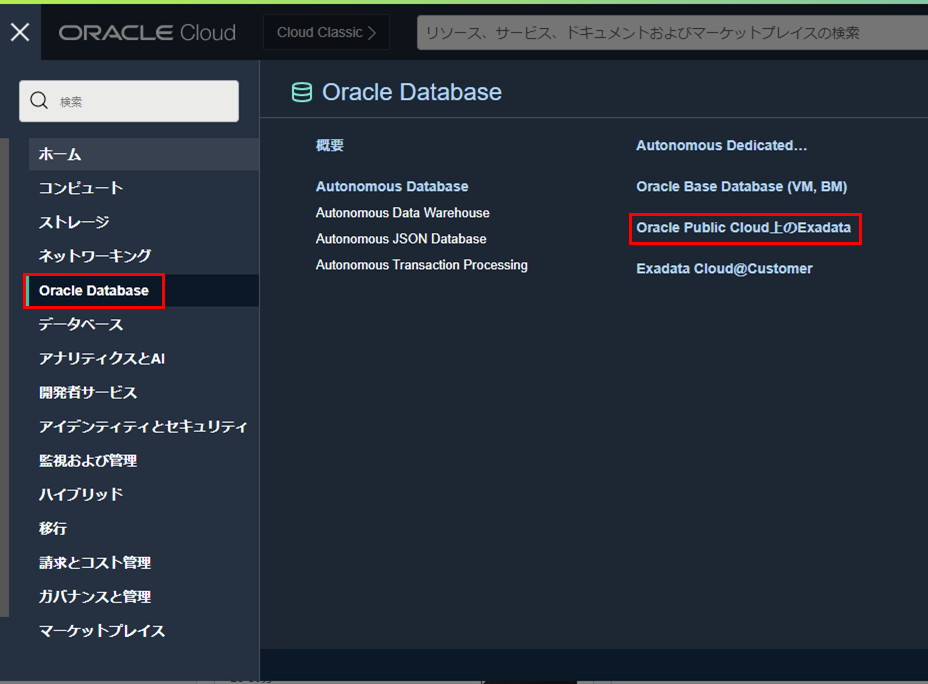 ORACLE Cloud
Cloud Classic
リソース、サービス、ドキュメントおよびマーケットプレイスの検索
検索
ホーム
コンピュート
ストレージ
ネットワーキング
Oracle Database
データベース
アナリティクスとAI
開発者サービス
アイデンティティとセキュリティ
監視および管理
ハイブリッド
移行
請求とコスト管理
ガバナンスと管理
マーケットプレイス
Oracle Database
概要
Autonomous Database
Autonomous Data Warehouse
Autonomous JSON Database
Autonomous Transaction Processing
Autonomous Dedicated…
Oracle Base Database (VM, BM)
Oracle Public Cloud上のExadata
Exadata Cloud@Customer